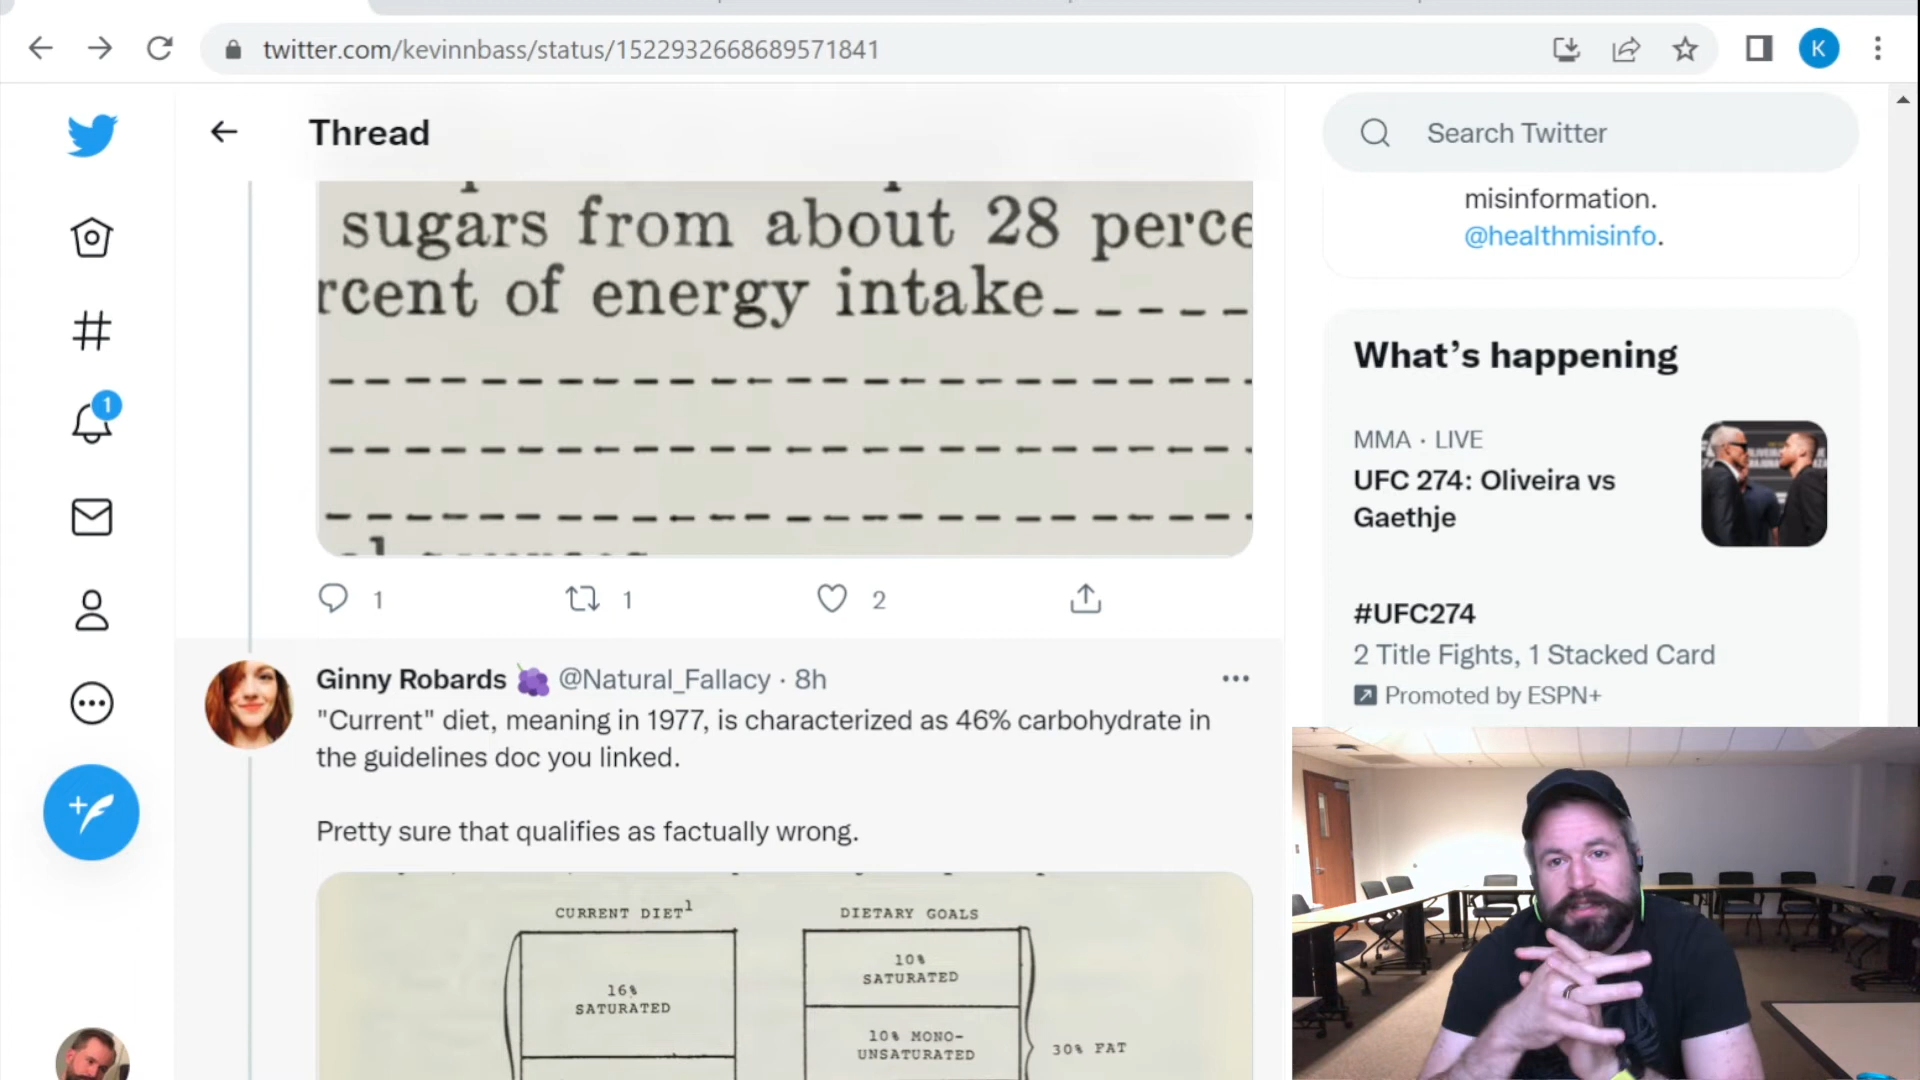 twitter.com/kevinnbass/status/1522932668689571841
K
Thread
sugars from about 28 perce
rcent of energy intake
1
1
2
1
Ginny Robards @Natural_Fallacy · 8h
"Current" diet, meaning in 1977, is characterized as 46% carbohydrate in
the guidelines doc you linked.
Pretty sure that qualifies as factually wrong.
CURRENT DIET1
16%
SATURATED
DIETARY GOALS
10%
SATURATED
10% MONO-
UNSATURATED
30% FAT
Search Twitter
misinformation.
@healthmisinfo.
What's happening
MMA · LIVE
UFC 274: Oliveira vs
Gaethje
#UFC274
2 Title Fights, 1 Stacked Card
Promoted by ESPN+